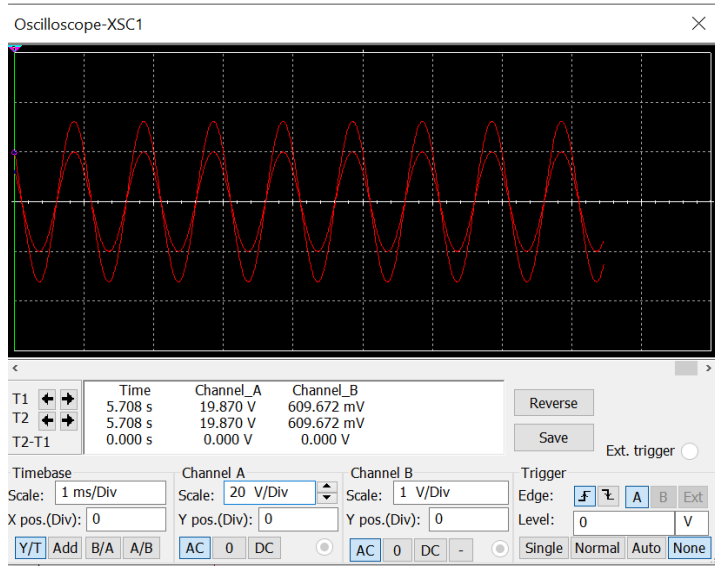 Oscilloscope-XSC1
T1
T2
T2-T1
Time Channel_A Channel_B
5.708 s 19.870 V 609.672 mV
5.708 s 19.870 V 609.672 mV
0.000 s 0.000 V 0.000 V
Reverse
Save
Ext. trigger
Timebase
Scale: 1 ms/Div
X pos.(Div): 0
Y/T Add B/A A/B
Channel A
Scale: 20 V/Div
Y pos.(Div): 0
AC 0 DC
Channel B
Scale: 1 V/Div
Y pos.(Div): 0
AC 0 DC -
Trigger
Edge: A B Ext
Level: 0 V
Single Normal Auto None